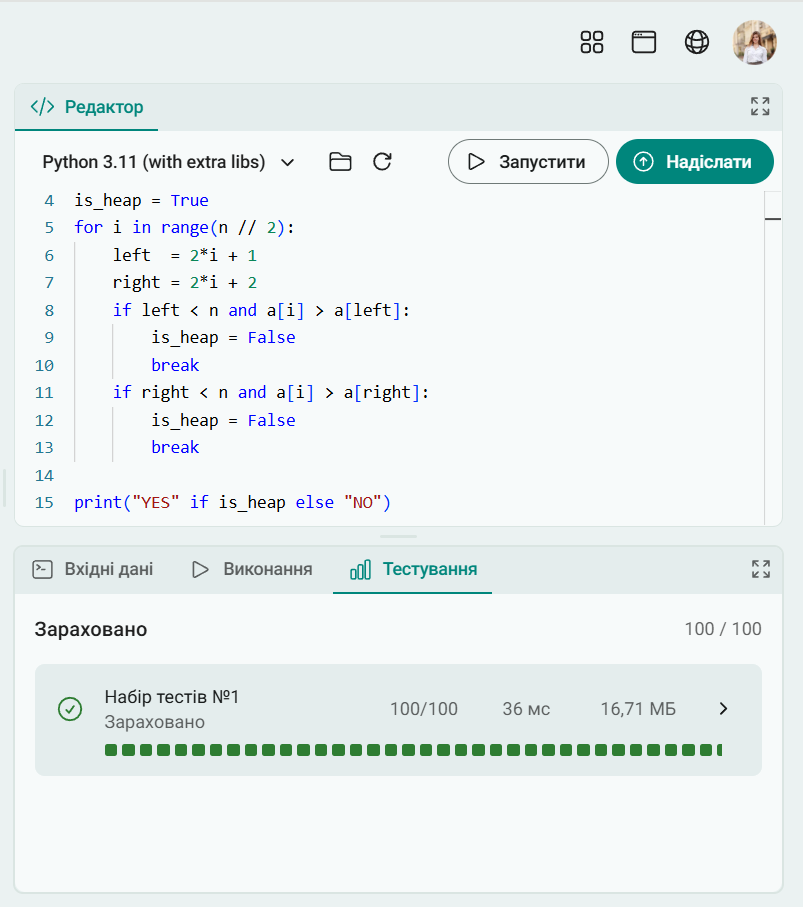 </> Редактор
Python 3.11 (with extra libs)
Запустити
Надіслати
4 is_heap = True
5 for i in range(n // 2):
6     left  = 2*i + 1
7     right = 2*i + 2
8     if left < n and a[i] > a[left]:
9         is_heap = False
10         break
11     if right < n and a[i] > a[right]:
12         is_heap = False
13         break
14
15 print("YES" if is_heap else "NO")
Вхідні дані
Виконання
Тестування
Зараховано
100 / 100
Набір тестів №1
Зараховано
100/100
36 мс
16,71 МБ